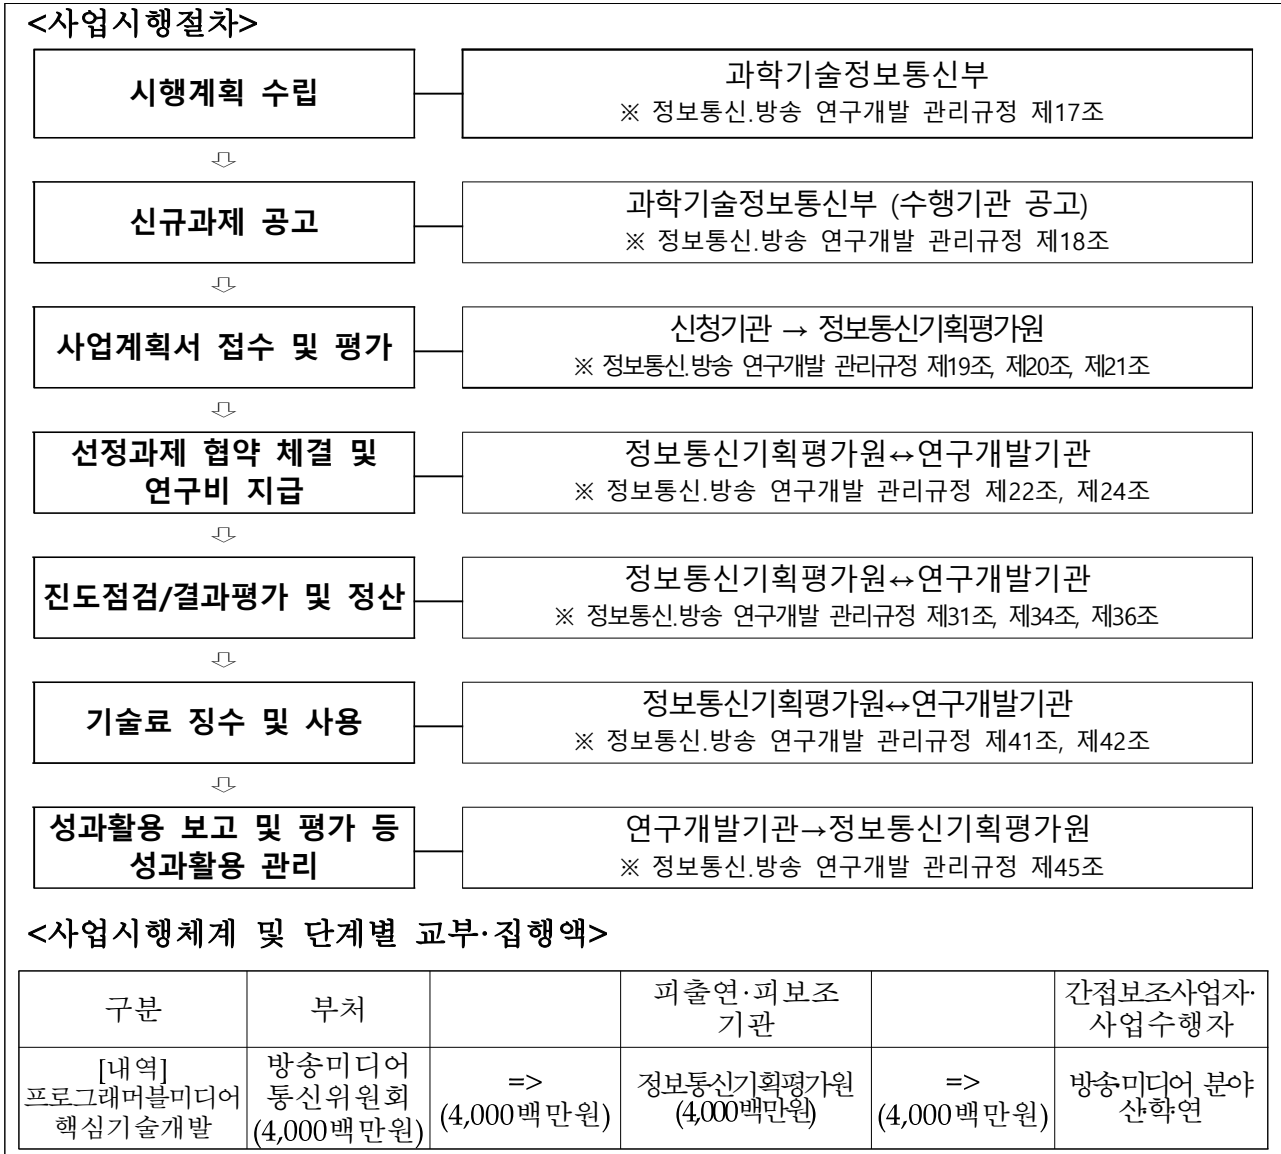 <사업시행절차>
시행계획 수립
과학기술정보통신부
※ 정보통신.방송 연구개발 관리규정 제17조
⇩
신규과제 공고
과학기술정보통신부 (수행기관 공고)
※ 정보통신.방송 연구개발 관리규정 제18조
⇩
사업계획서 접수 및 평가
신청기관 → 정보통신기획평가원
※ 정보통신.방송 연구개발 관리규정 제19조, 제20조, 제21조
⇩
선정과제 협약 체결 및
연구비 지급
정보통신기획평가원↔연구개발기관
※ 정보통신.방송 연구개발 관리규정 제22조, 제24조
⇩
진도점검/결과평가 및 정산
정보통신기획평가원↔연구개발기관
※ 정보통신.방송 연구개발 관리규정 제31조, 제34조, 제36조
⇩
기술료 징수 및 사용
정보통신기획평가원↔연구개발기관
※ 정보통신.방송 연구개발 관리규정 제41조, 제42조
⇩
성과활용 보고 및 평가 등
성과활용 관리
연구개발기관→정보통신기획평가원
※ 정보통신.방송 연구개발 관리규정 제45조
<사업시행체계 및 단계별 교부·집행액>
구분
부처
피출연·피보조
기관
간접보조사업자·
사업수행자
[내역]
프로그래머블미디어
핵심기술개발
방송미디어
통신위원회
(4,000백만원)
=>
(4,000백만원)
정보통신기획평가원
(4,000백만원)
=>
(4,000백만원)
방송·미디어 분야
산·학·연